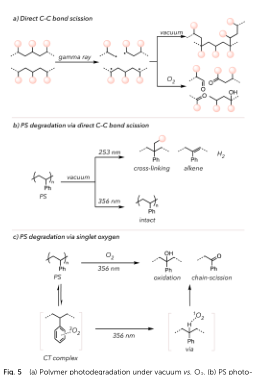 a) Direct C-C bond scission
vacuum
gamma ray
O2
O
O
O
OH
b) PS degradation via direct C-C bond scission
253 nm
Ph
Ph
H2
cross-linking
alkene
vacuum
Ph
PS
356 nm
Ph
intact
c) PS degradation via singlet oxygen
O2
OH
O
356 nm
Ph
Ph
Ph
PS
oxidation
chain-scission
1O2
H
3O2
356 nm
Ph
via
CT complex
Fig. 5 (a) Polymer photodegradation under vacuum vs. O2. (b) PS photo-